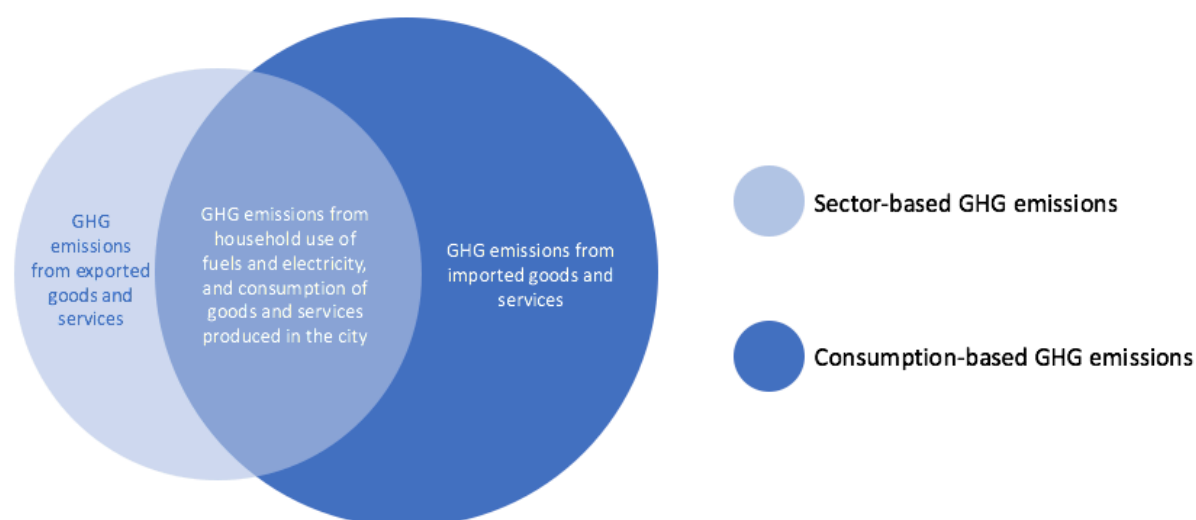 GHG
emissions
from exported
goods and
services
GHG emissions from
household use of
fuels and electricity,
and consumption of
goods and services
produced in the city
GHG emissions from
imported goods and
services
Sector-based GHG emissions
Consumption-based GHG emissions